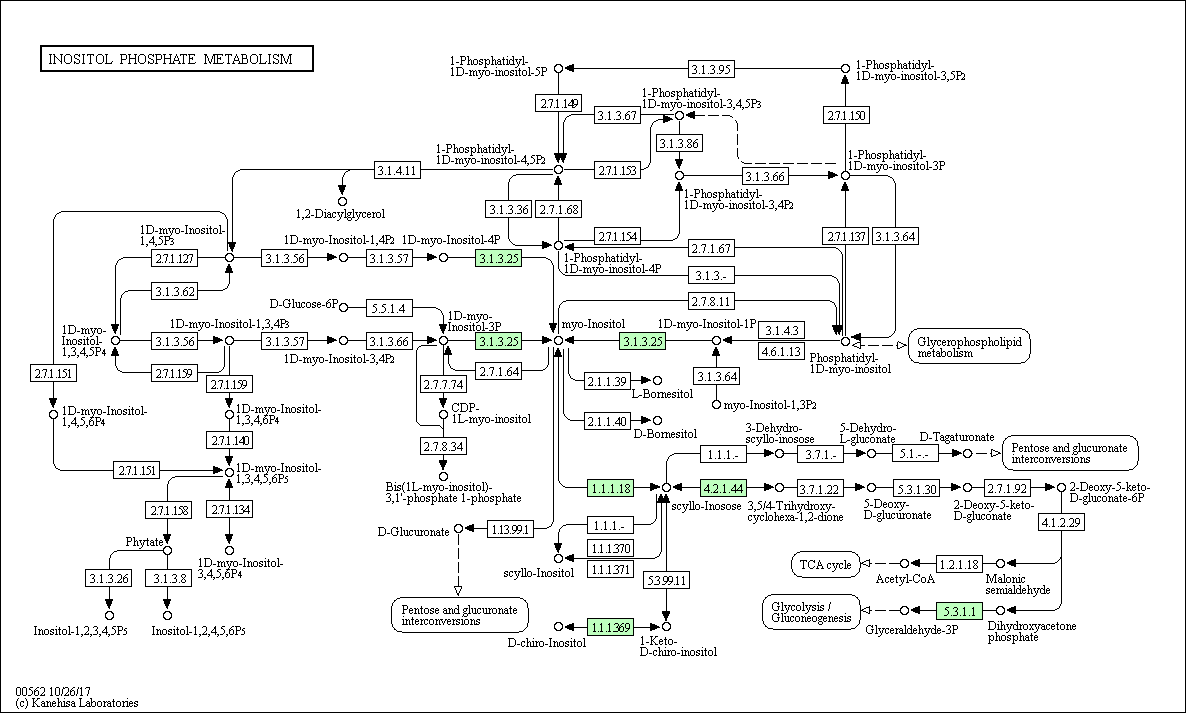 INOSITOL PHOSPHATE METABOLISM
1-Phosphatidyl-
1D-myo-inositol-5P
3.1.3.95
1-Phosphatidyl-
1D-myo-inositol-3,5P2
2.7.1.149
1-Phosphatidyl-
1D-myo-inositol-3,4,5P3
3.1.3.67
2.7.1.150
3.1.3.86
1-Phosphatidyl-
1D-myo-inositol-4,5P2
3.1.4.11
2.7.1.153
3.1.3.66
1-Phosphatidyl-
1D-myo-inositol-3P
1,2-Diacylglycerol
3.1.3.36
2.7.1.68
1-Phosphatidyl-
1D-myo-inositol-3,4P2
1D-myo-Inositol-
1,4,5P3
1D-myo-Inositol-1,4P2
1D-myo-Inositol-4P
2.7.1.154
2.7.1.137
3.1.3.64
2.7.1.127
3.1.3.56
3.1.3.57
3.1.3.25
1-Phosphatidyl-
1D-myo-inositol-4P
2.7.1.67
3.1.3.-
3.1.3.62
D-Glucose-6P
5.5.1.4
2.7.8.11
1D-myo-
Inositol-
1,3,4,5P4
3.1.3.56
1D-myo-Inositol-1,3,4P3
3.1.3.57
1D-myo-Inositol-3,4P2
3.1.3.66
1D-myo-
Inositol-3P
3.1.3.25
myo-Inositol
3.1.3.25
1D-myo-Inositol-1P
3.1.4.3
4.6.1.13
Phosphatidyl-
1D-myo-inositol
Glycerophospholipid
metabolism
2.7.1.151
2.7.1.159
2.7.1.159
2.7.7.74
2.7.1.64
2.1.1.39
L-Bornesitol
3.1.3.64
myo-Inositol-1,3P2
1D-myo-Inositol-
1,4,5,6P4
1D-myo-Inositol-
1,3,4,6P4
CDP-
1L-myo-inositol
2.1.1.40
D-Bornesitol
2.7.1.140
2.7.8.34
3-Dehydro-
scyllo-inosose
5-Dehydro-
L-gluconate
D-Tagaturonate
1.1.1.-
3.7.1.-
5.1.-.-
Pentose and glucuronate
interconversions
2.7.1.151
1D-myo-Inositol-
1,3,4,5,6P5
Bis(1L-myo-inositol)-
3,1'-phosphate 1-phosphate
1.1.1.18
scyllo-Inosose
4.2.1.44
3,5/4-Trihydroxy-
cyclohexa-1,2-dione
3.7.1.22
5-Deoxy-
D-glucuronate
5.3.1.30
2-Deoxy-5-keto-
D-gluconate
2.7.1.92
2-Deoxy-5-keto-
D-gluconate-6P
2.7.1.158
2.7.1.134
D-Glucuronate
1.13.99.1
1.1.1.-
4.1.2.29
Phytate
1D-myo-Inositol-
3,4,5,6P4
scyllo-Inositol
1.1.1.370
1.1.1.371
TCA cycle
Acetyl-CoA
1.2.1.18
Malonic
semialdehyde
3.1.3.26
3.1.3.8
5.3.99.11
Pentose and glucuronate
interconversions
Glycolysis /
Gluconeogenesis
Glyceraldehyde-3P
5.3.1.1
Dihydroxyacetone
phosphate
Inositol-1,2,3,4,5P5
Inositol-1,2,4,5,6P5
D-chiro-Inositol
1.1.1.369
1-Keto-
D-chiro-inositol
00562 10/26/17
(c) Kanehisa Laboratories